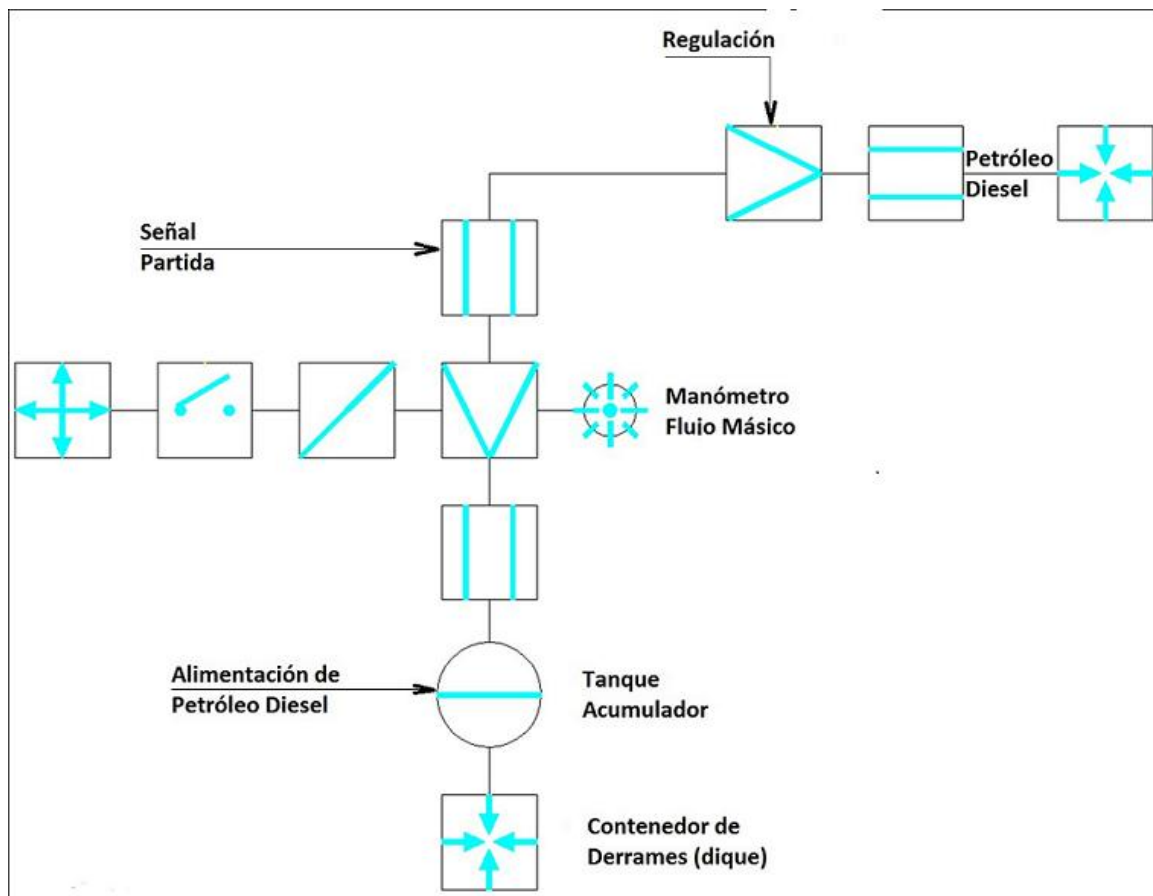 Regulación
Petróleo
Diesel
Señal
Partida
Manómetro
Flujo Másico
Alimentación de
Petróleo Diesel
Tanque
Acumulador
Contenedor de
Derrames (dique)